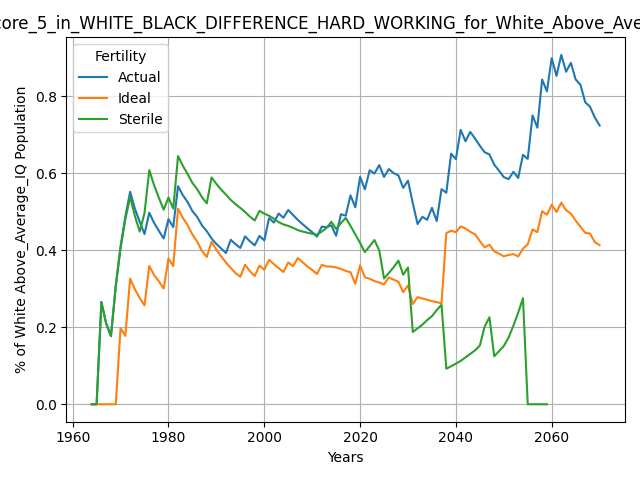 core_5_in_WHITE_BLACK_DIFFERENCE_HARD_WORKING_for_White_Above_Ave
Fertility
Actual
Ideal
Sterile
% of White Above_Average_IQ Population
0.8
0.6
0.4
0.2
0.0
1960 1980 2000 2020 2040 2060
Years